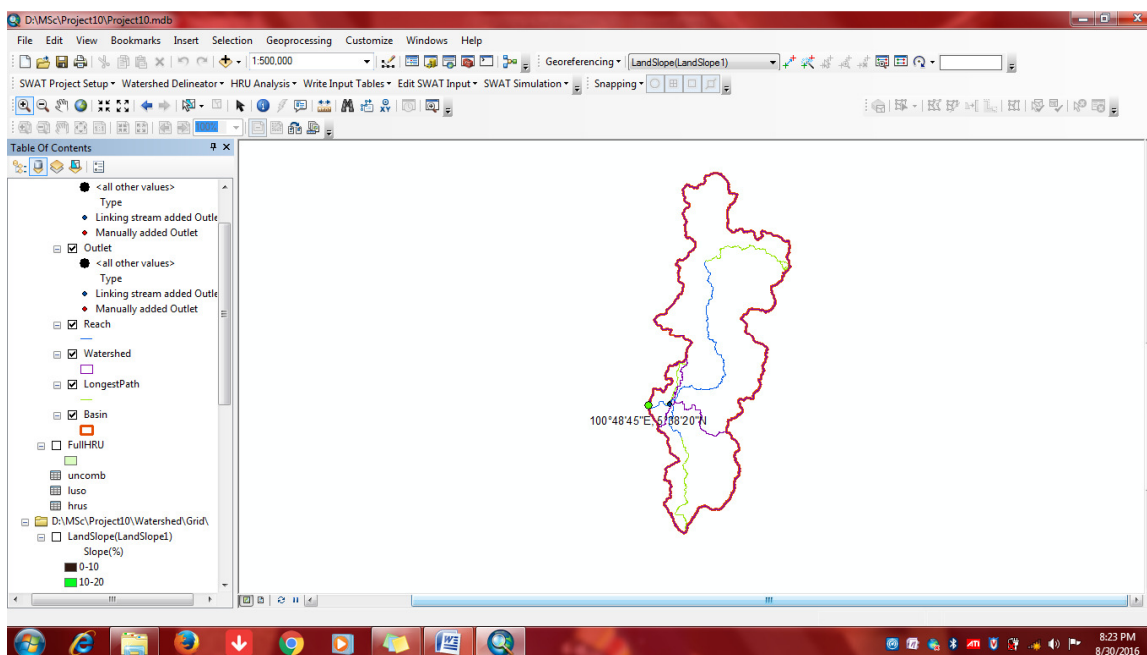 D:\MSc\Project10\Project10.mdb
File Edit View Bookmarks Insert Selection Geoprocessing Customize Windows Help
1:500,000 Georeferencing ▾ LandSlope(LandSlope1)
SWAT Project Setup ▾ Watershed Delineator ▾ HRU Analysis ▾ Write Input Tables ▾ Edit SWAT Input ▾ SWAT Simulation ▾ Snapping ▾
100%
Table Of Contents
<all other values>
Type
Linking stream added Outle
Manually added Outlet
Outlet
<all other values>
Type
Linking stream added Outle
Manually added Outlet
Reach
Watershed
LongestPath
Basin
FullHRU
uncomb
luso
hrus
D:\MSc\Project10\Watershed\Grid\
LandSlope(LandSlope1)
Slope(%)
0-10
10-20
100°48'45"E, 5°38'20"N
8:23 PM
8/30/2016